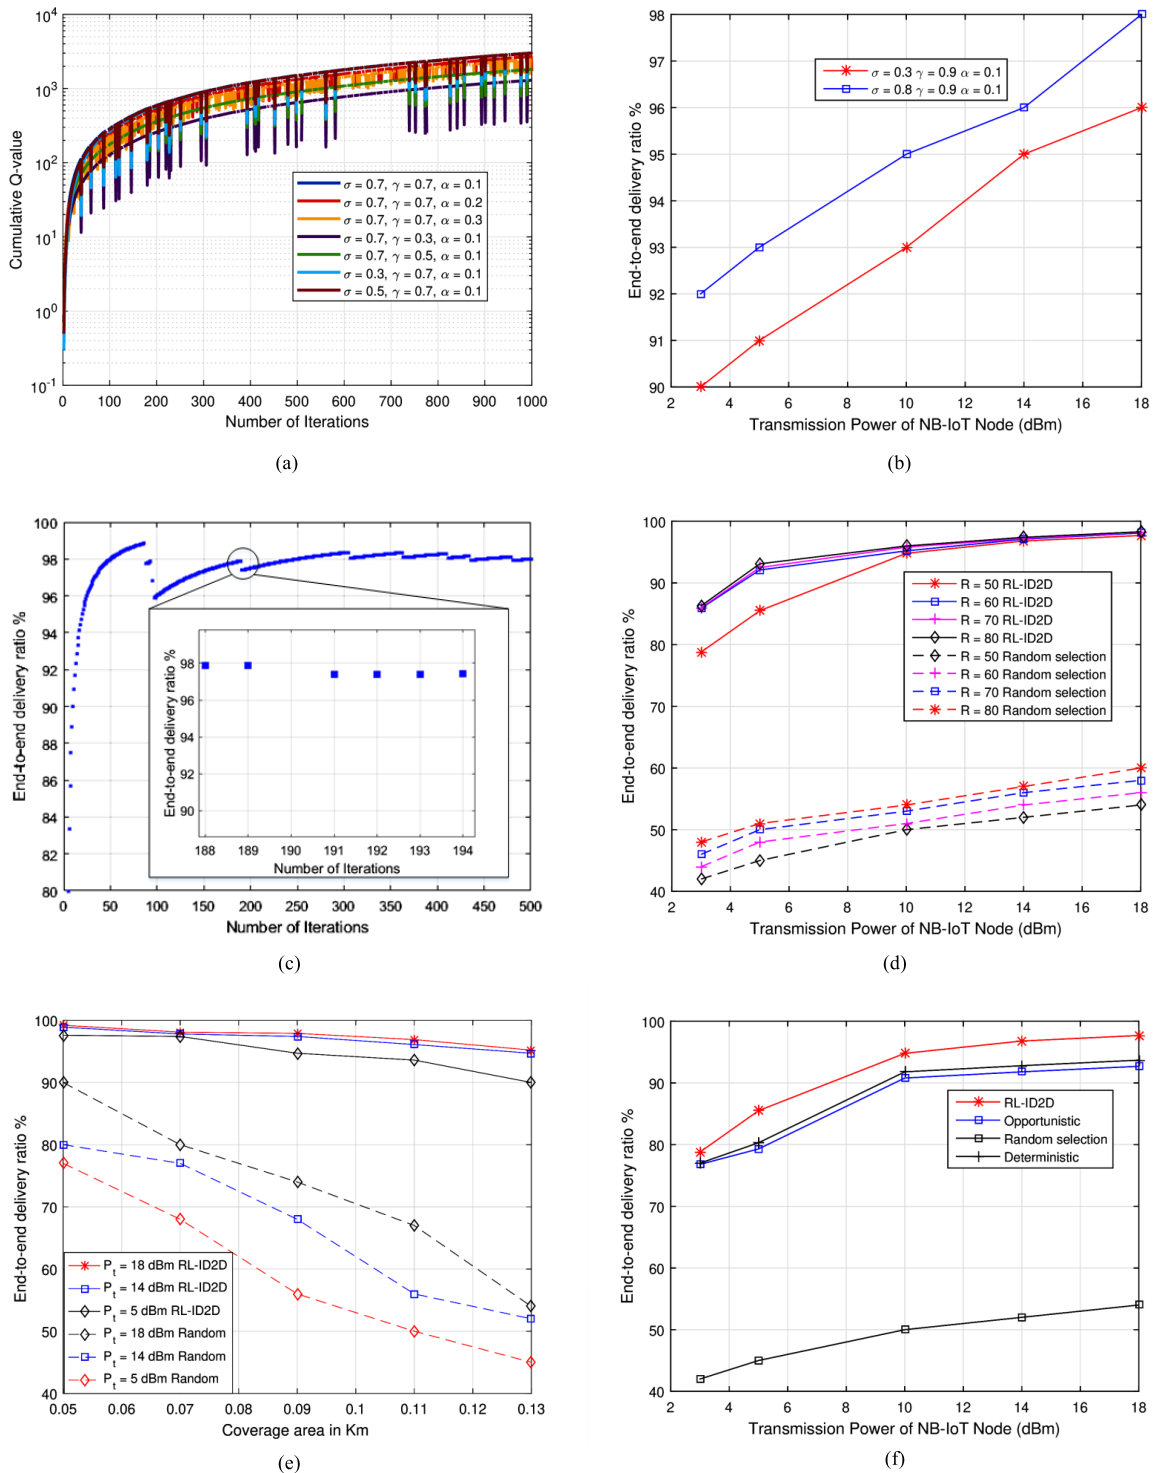 10^4
10^3
10^2
10^1
10^0
10^-1
Cumulative Q-value
σ = 0.7, γ = 0.7, α = 0.1
σ = 0.7, γ = 0.7, α = 0.2
σ = 0.7, γ = 0.7, α = 0.3
σ = 0.7, γ = 0.3, α = 0.1
σ = 0.7, γ = 0.5, α = 0.1
σ = 0.3, γ = 0.7, α = 0.1
σ = 0.5, γ = 0.7, α = 0.1
0 100 200 300 400 500 600 700 800 900 1000
Number of Iterations
(a)
98
97
96
95
94
93
92
91
90
End-to-end delivery ratio %
σ = 0.3 γ = 0.9 α = 0.1
σ = 0.8 γ = 0.9 α = 0.1
2 4 6 8 10 12 14 16 18
Transmission Power of NB-IoT Node (dBm)
(b)
100
98
96
94
92
90
88
86
84
82
80
End-to-end delivery ratio %
98
96
94
92
90
End-to-end delivery ratio %
188 189 190 191 192 193 194
Number of Iterations
0 50 100 150 200 250 300 350 400 450 500
Number of Iterations
(c)
100
90
80
70
60
50
40
End-to-end delivery ratio %
R = 50 RL-ID2D
R = 60 RL-ID2D
R = 70 RL-ID2D
R = 80 RL-ID2D
R = 50 Random selection
R = 60 Random selection
R = 70 Random selection
R = 80 Random selection
2 4 6 8 10 12 14 16 18
Transmission Power of NB-IoT Node (dBm)
(d)
100
90
80
70
60
50
40
End-to-end delivery ratio %
P_t = 18 dBm RL-ID2D
P_t = 14 dBm RL-ID2D
P_t = 5 dBm RL-ID2D
P_t = 18 dBm Random
P_t = 14 dBm Random
P_t = 5 dBm Random
0.05 0.06 0.07 0.08 0.09 0.1 0.11 0.12 0.13
Coverage area in Km
(e)
100
90
80
70
60
50
40
End-to-end delivery ratio %
RL-ID2D
Opportunistic
Random selection
Deterministic
2 4 6 8 10 12 14 16 18
Transmission Power of NB-IoT Node (dBm)
(f)